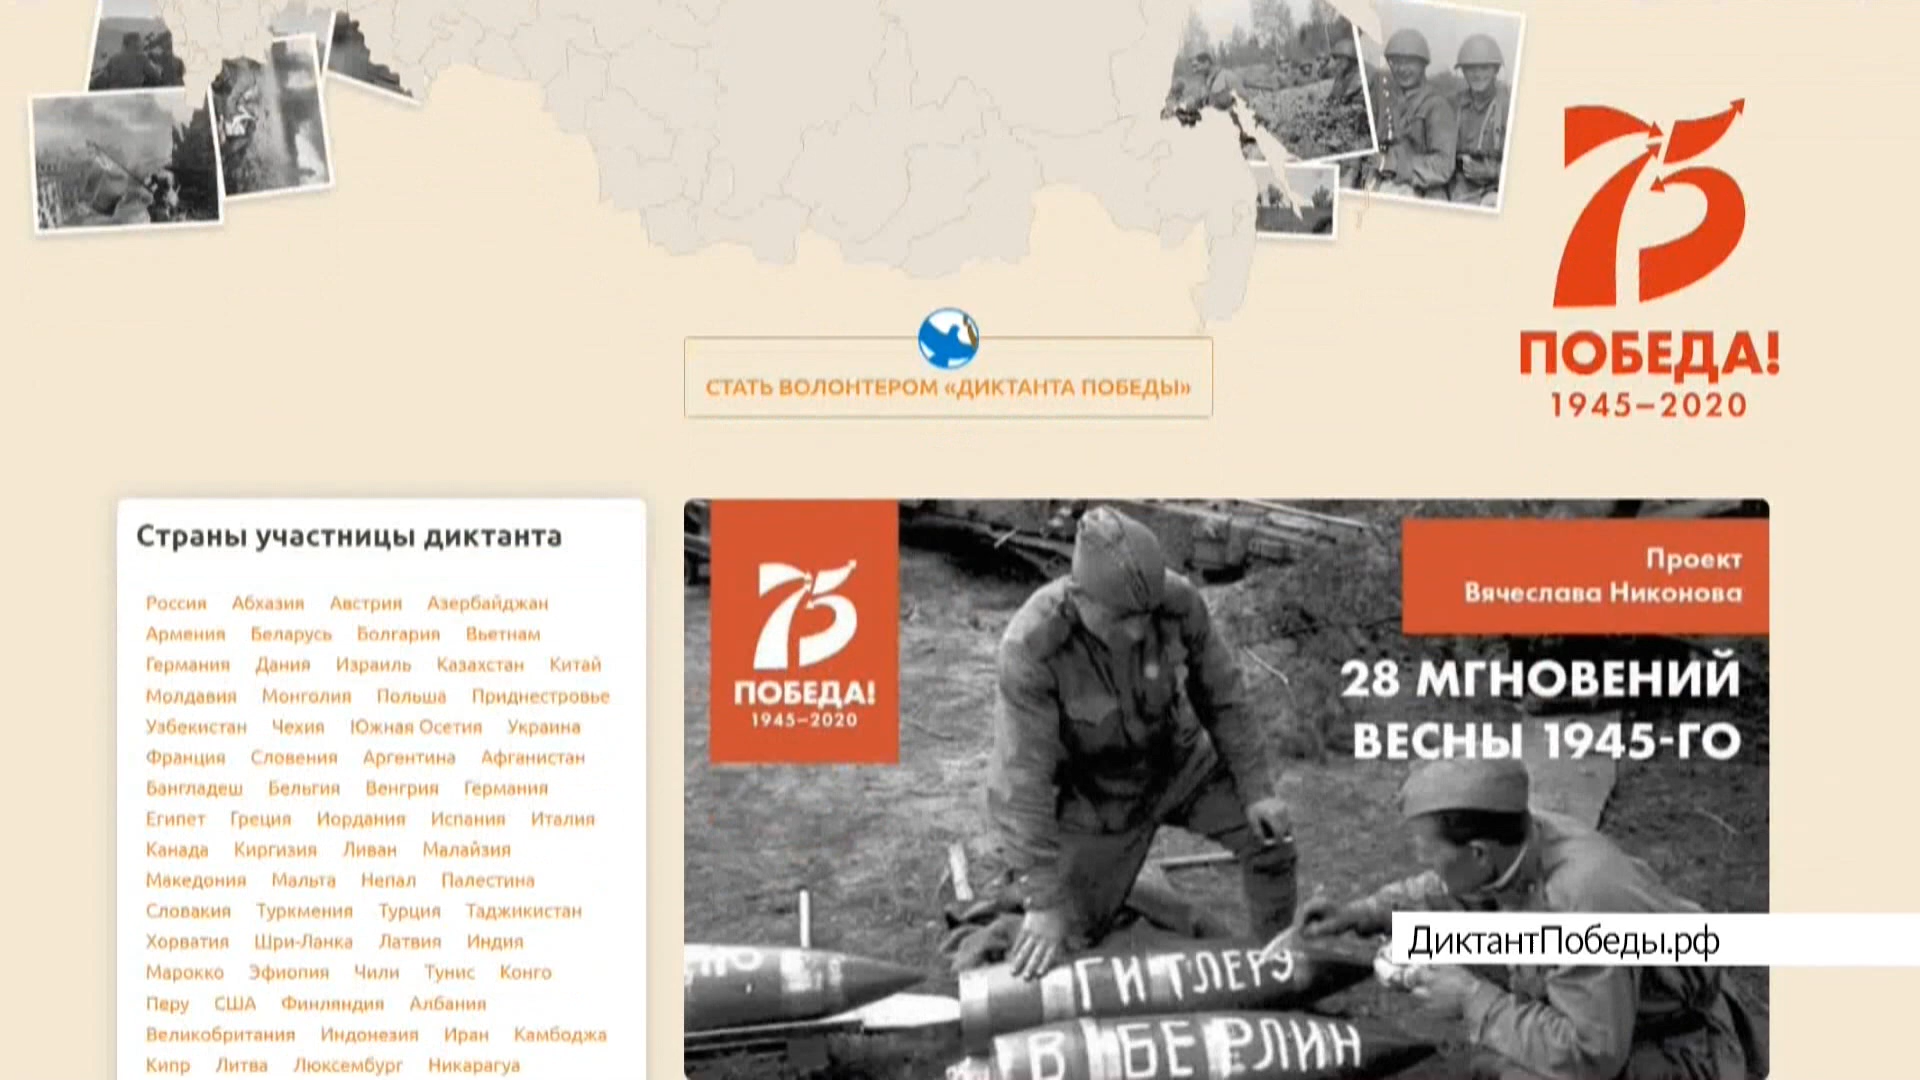 75
ПОБЕДА!
1945–2020
СТАТЬ ВОЛОНТЕРОМ «ДИКТАНТА ПОБЕДЫ»
Страны участницы диктанта
Россия Абхазия Австрия Азербайджан
Армения Беларусь Болгария Вьетнам
Германия Дания Израиль Казахстан Китай
Молдавия Монголия Польша Приднестровье
Узбекистан Чехия Южная Осетия Украина
Франция Словения Аргентина Афганистан
Бангладеш Бельгия Венгрия Германия
Египет Греция Иордания Испания Италия
Канада Киргизия Ливан Малайзия
Македония Мальта Непал Палестина
Словакия Туркмения Турция Таджикистан
Хорватия Шри-Ланка Латвия Индия
Марокко Эфиопия Чили Тунис Конго
Перу США Финляндия Албания
Великобритания Индонезия Иран Камбоджа
Кипр Литва Люксембург Никарагуа
75
ПОБЕДА!
1945–2020
Проект
Вячеслава Никонова
28 МГНОВЕНИЙ
ВЕСНЫ 1945-ГО
ДиктантПобеды.рф
ГИТЛЕРУ
В БЕРЛИН